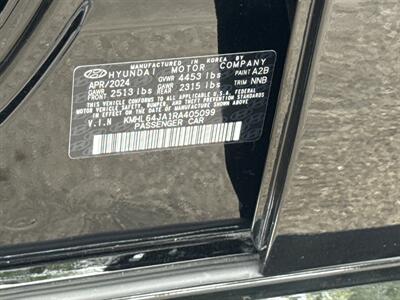 MANUFACTURED IN KOREA BY
HYUNDAI MOTOR COMPANY
APR/2024 GVWR 4453 lbs PAINT A2B
GAWR FRONT 2513 lbs GAWR REAR 2315 lbs TRIM NNB
THIS VEHICLE CONFORMS TO ALL APPLICABLE U.S. FEDERAL
MOTOR VEHICLE SAFETY, BUMPER, AND THEFT PREVENTION STANDARDS
IN EFFECT ON THE DATE OF MANUFACTURE SHOWN ABOVE.
V.I.N KMHL64JA1RA405099
PASSENGER CAR